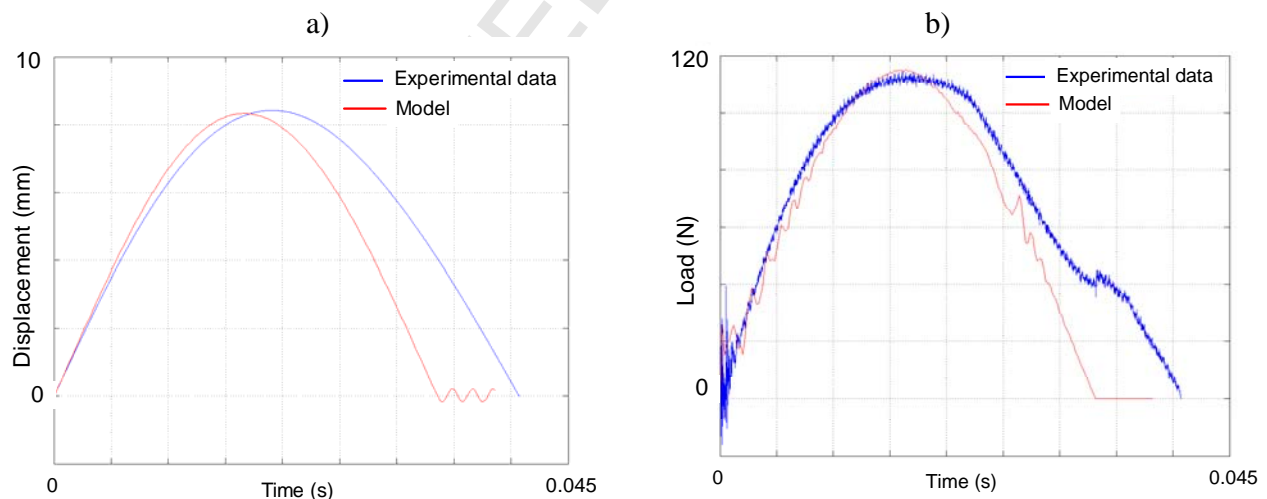 a)
10
Experimental data
Model
Displacement (mm)
0
0
Time (s)
0.045
b)
120
Experimental data
Model
Load (N)
0
0
Time (s)
0.045